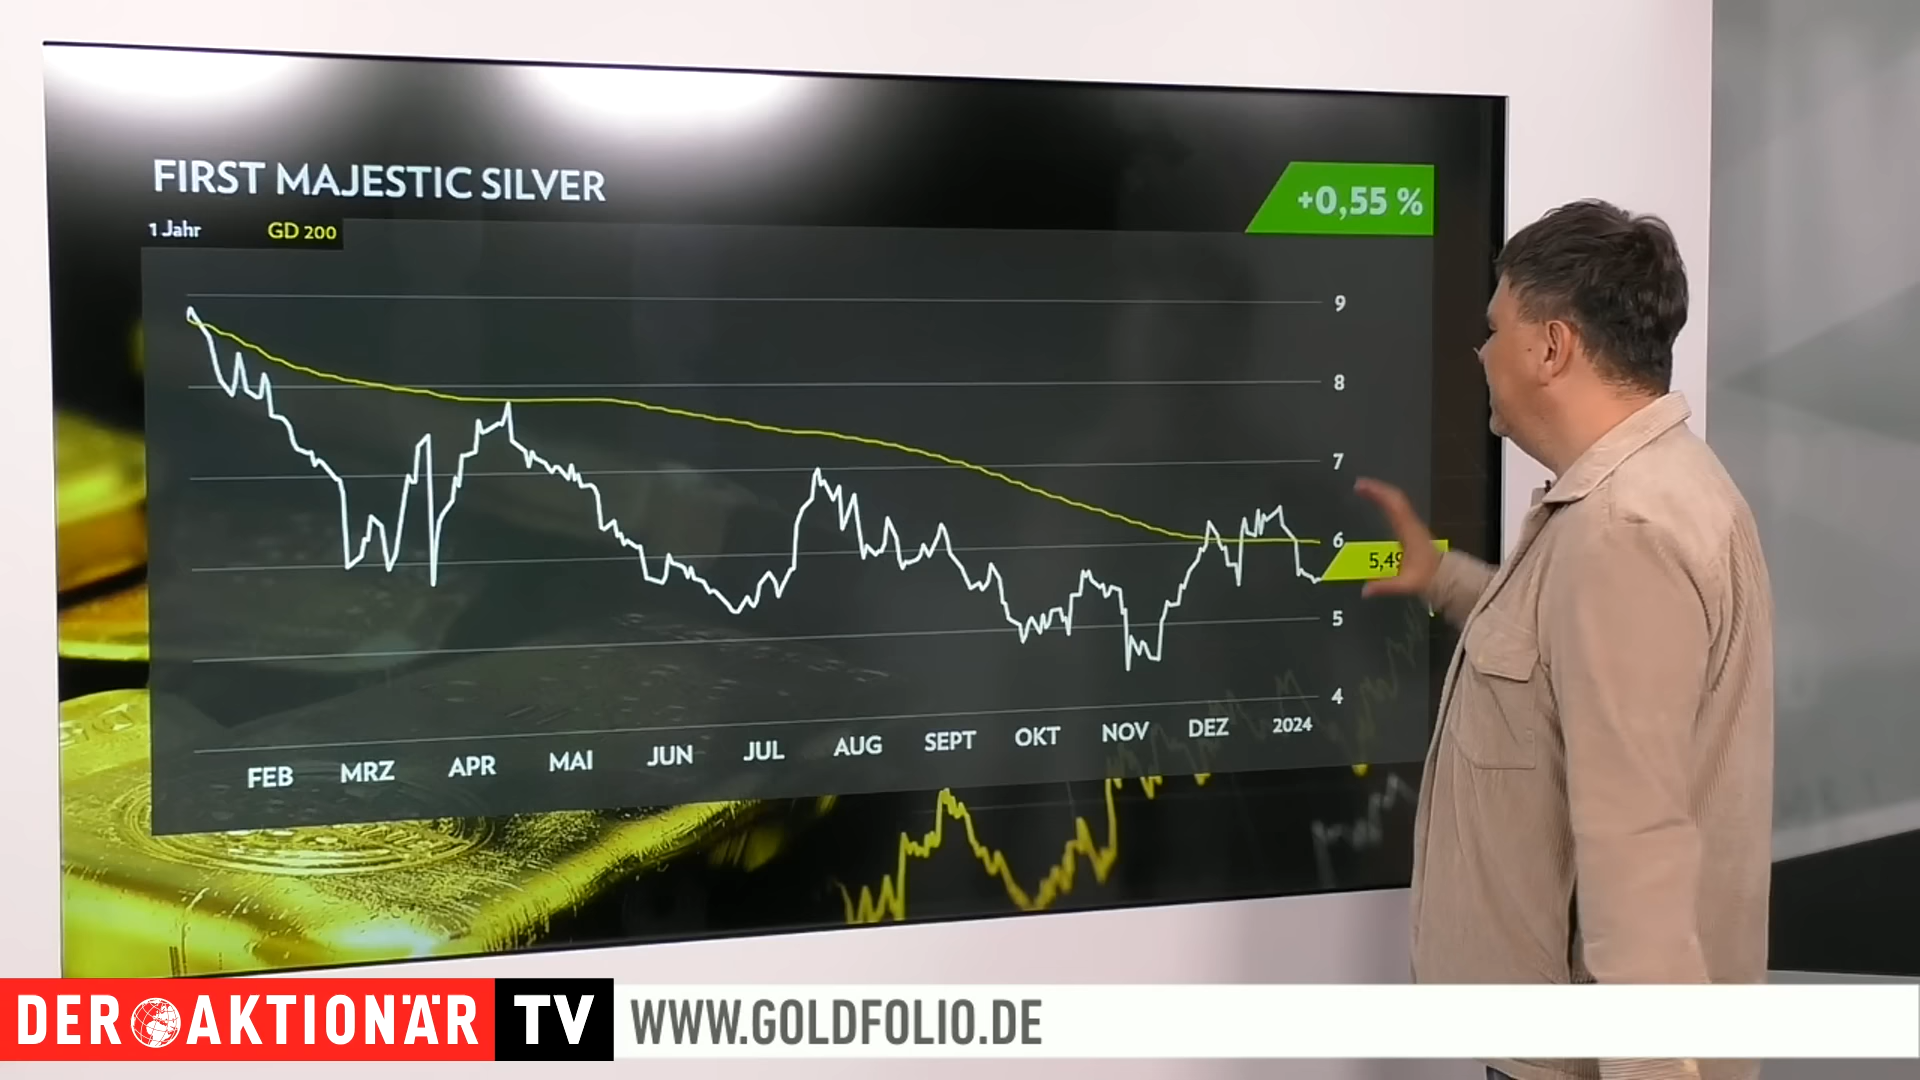 FIRST MAJESTIC SILVER
+0,55 %
1 Jahr GD 200
9
8
7
6
5
4
FEB MRZ APR MAI JUN JUL AUG SEPT OKT NOV DEZ 2024
DER AKTIONÄR TV WWW.GOLDFOLIO.DE